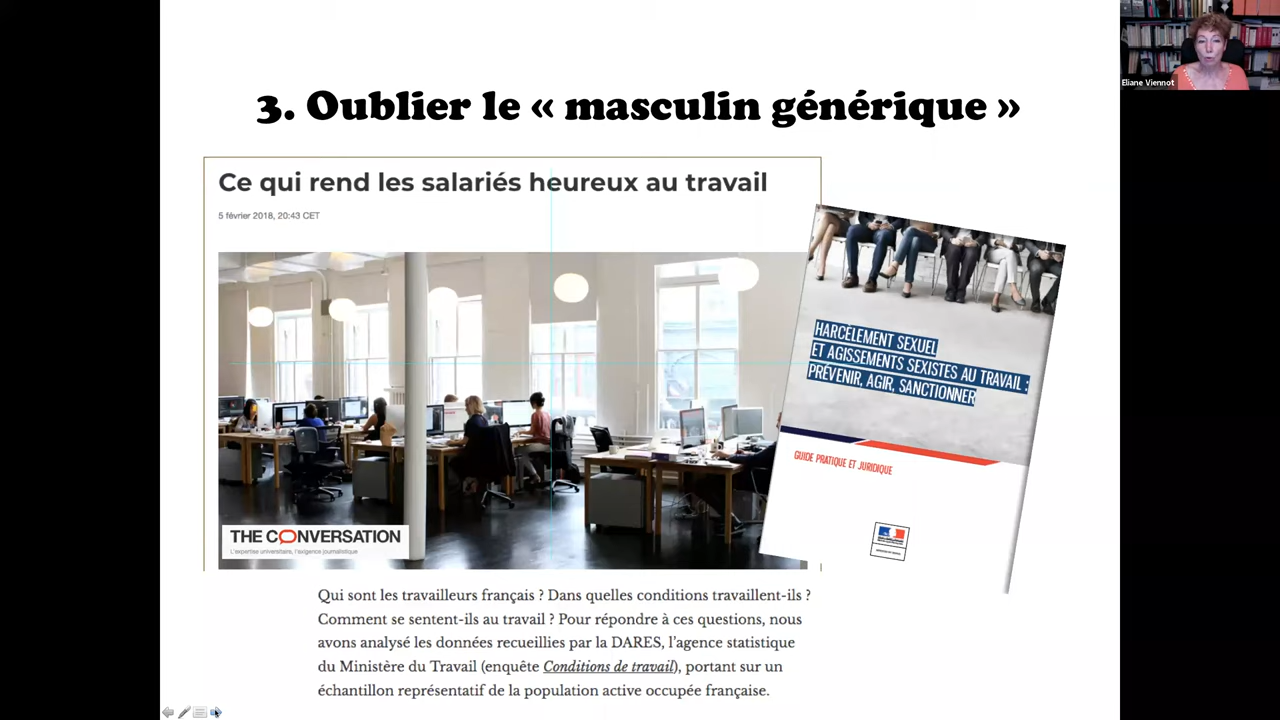 3. Oublier le « masculin générique »
Ce qui rend les salariés heureux au travail
5 février 2018, 20:43 CET
THE CONVERSATION
L'expertise universitaire, l'exigence journalistique
HARCÈLEMENT SEXUEL
ET AGISSEMENTS SEXISTES AU TRAVAIL :
PRÉVENIR, AGIR, SANCTIONNER
GUIDE PRATIQUE ET JURIDIQUE
Qui sont les travailleurs français ? Dans quelles conditions travaillent-ils ?
Comment se sentent-ils au travail ? Pour répondre à ces questions, nous
avons analysé les données recueillies par la DARES, l'agence statistique
du Ministère du Travail (enquête Conditions de travail), portant sur un
échantillon représentatif de la population active occupée française.
Eliane Viennot